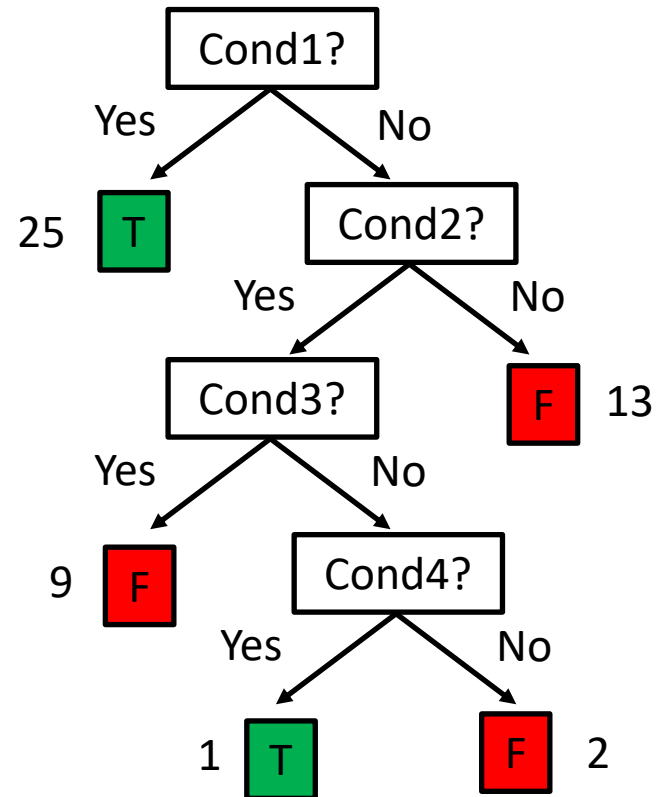 Cond1?
Yes No
25 T Cond2?
Yes No
Cond3? F 13
Yes No
9 F Cond4?
Yes No
1 T F 2